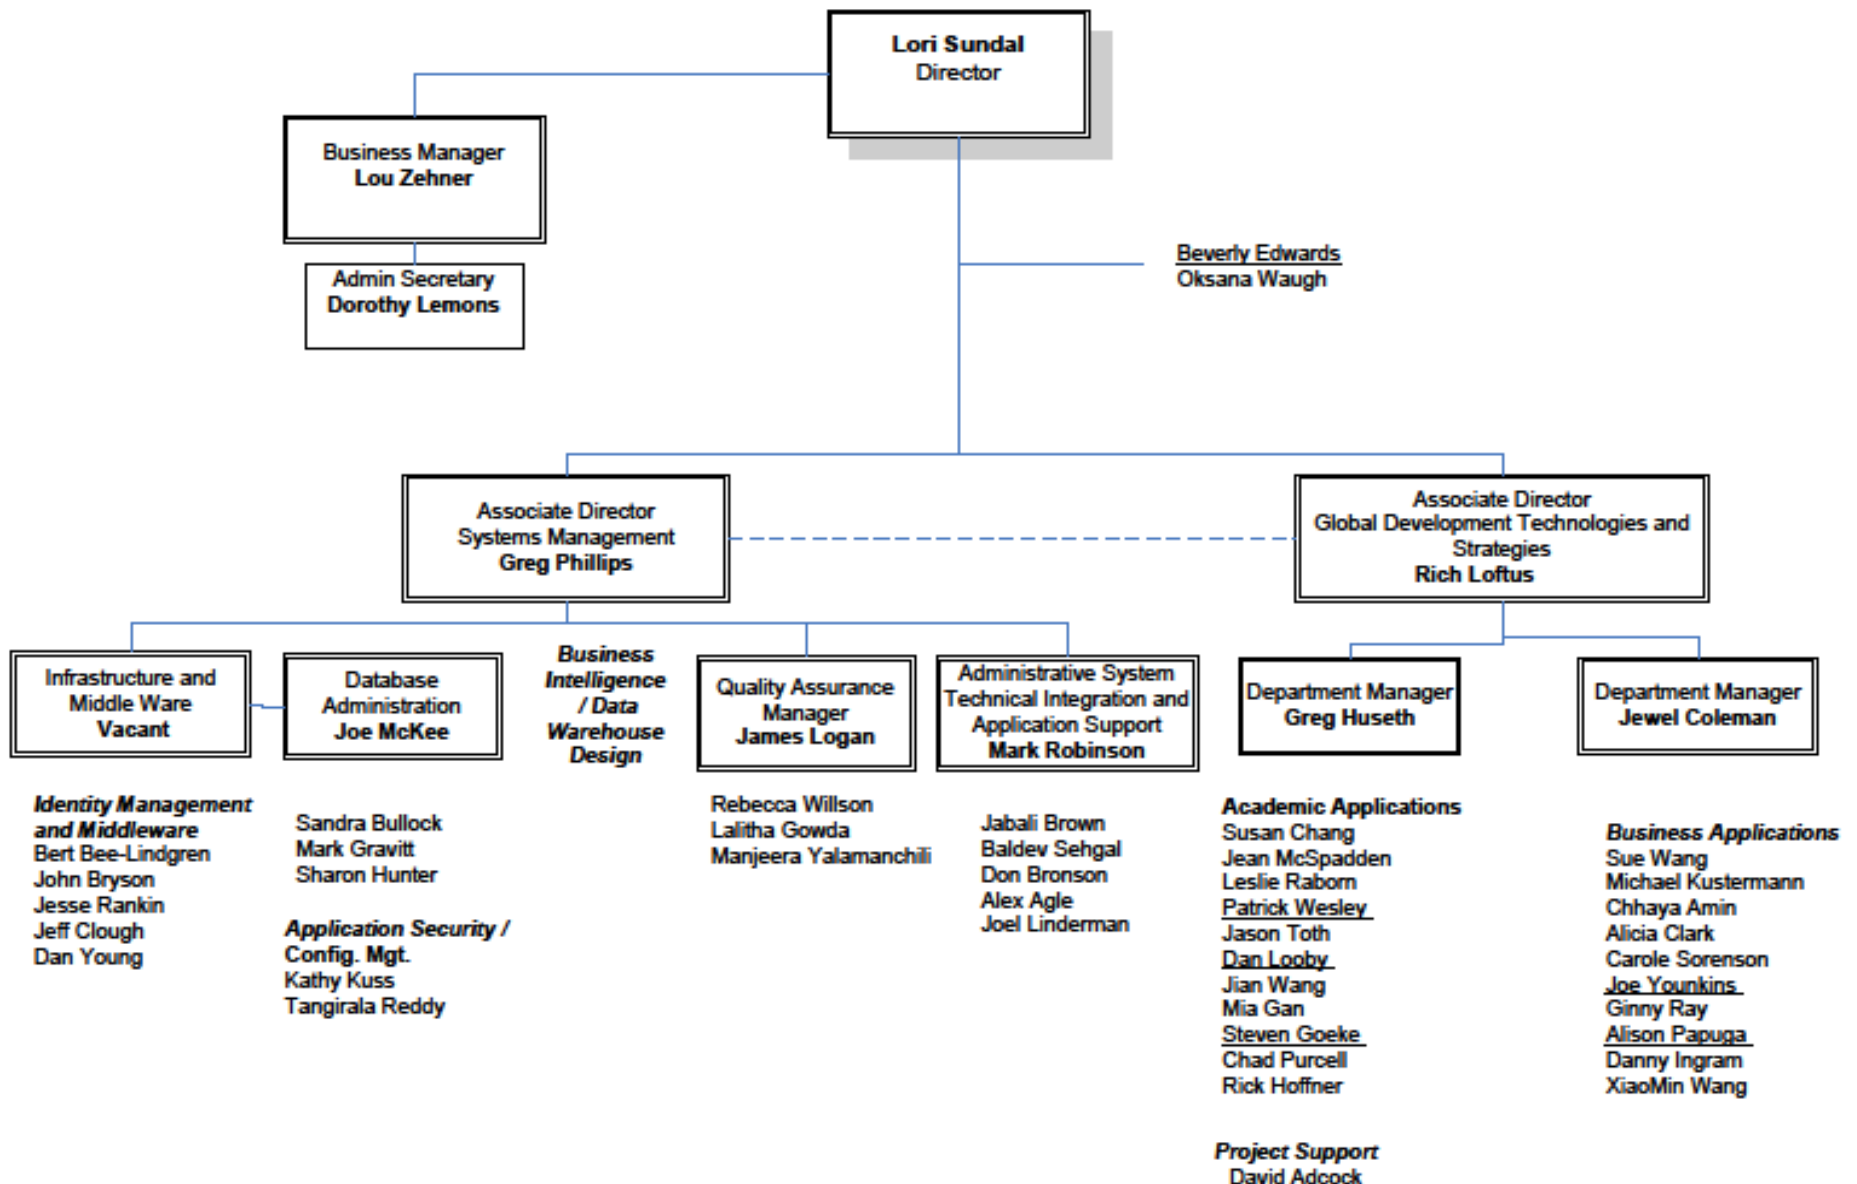 Lori Sundal
Director
Business Manager
Lou Zehner
Admin Secretary
Dorothy Lemons
Beverly Edwards
Oksana Waugh
Associate Director
Systems Management
Greg Phillips
Associate Director
Global Development Technologies and
Strategies
Rich Loftus
Infrastructure and
Middle Ware
Vacant
Database
Administration
Joe McKee
Business
Intelligence
/ Data
Warehouse
Design
Quality Assurance
Manager
James Logan
Administrative System
Technical Integration and
Application Support
Mark Robinson
Department Manager
Greg Huseth
Department Manager
Jewel Coleman
Identity Management
and Middleware
Bert Bee-Lindgren
John Bryson
Jesse Rankin
Jeff Clough
Dan Young
Sandra Bullock
Mark Gravitt
Sharon Hunter
Application Security /
Config. Mgt.
Kathy Kuss
Tangirala Reddy
Rebecca Willson
Lalitha Gowda
Manjeera Yalamanchili
Jabali Brown
Baldev Sehgal
Don Bronson
Alex Agle
Joel Linderman
Academic Applications
Susan Chang
Jean McSpadden
Leslie Raborn
Patrick Wesley
Jason Toth
Dan Looby
Jian Wang
Mia Gan
Steven Goeke
Chad Purcell
Rick Hoffner
Project Support
David Adcock
Business Applications
Sue Wang
Michael Kustermann
Chhaya Amin
Alicia Clark
Carole Sorenson
Joe Younkins
Ginny Ray
Alison Papuga
Danny Ingram
XiaoMin Wang